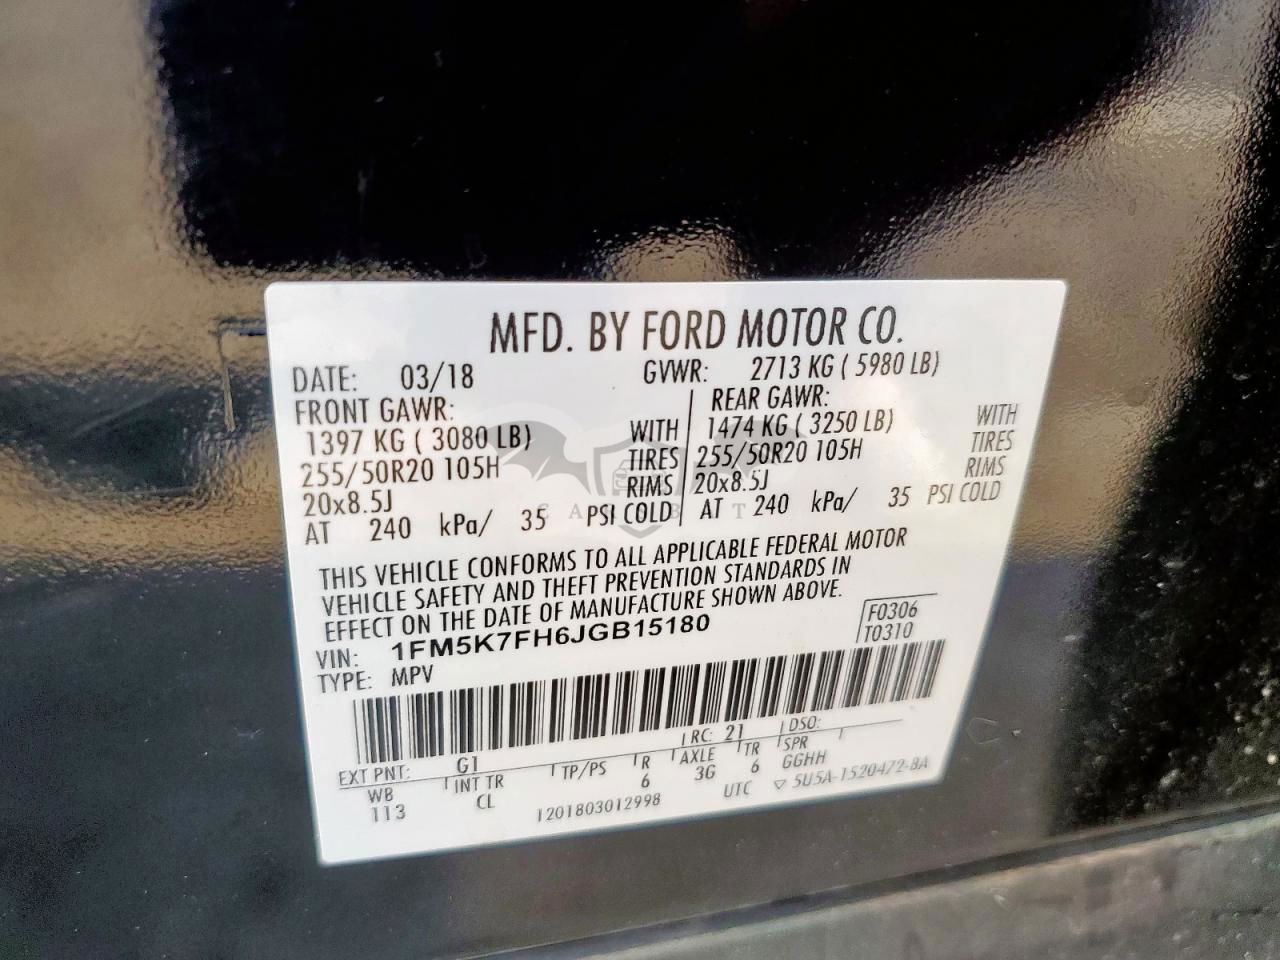 MFD. BY FORD MOTOR CO.
DATE: 03/18 GVWR: 2713 KG ( 5980 LB)
FRONT GAWR: REAR GAWR:
1397 KG ( 3080 LB) WITH 1474 KG ( 3250 LB) WITH
255/50R20 105H TIRES 255/50R20 105H TIRES
20x8.5J RIMS 20x8.5J RIMS
AT 240 kPa/ 35 PSI COLD AT 240 kPa/ 35 PSI COLD
THIS VEHICLE CONFORMS TO ALL APPLICABLE FEDERAL MOTOR
VEHICLE SAFETY AND THEFT PREVENTION STANDARDS IN
EFFECT ON THE DATE OF MANUFACTURE SHOWN ABOVE.
VIN: 1FM5K7FH6JGB15180 F0306
TYPE: MPV T0310
EXT PNT: G1 RC: 21 DSO:
WB INT TR TP/PS R AXLE TR SPR
113 CL 6 3G 6 GGHH
1201803012998 UTC ▽ 5U5A-1520472-BA